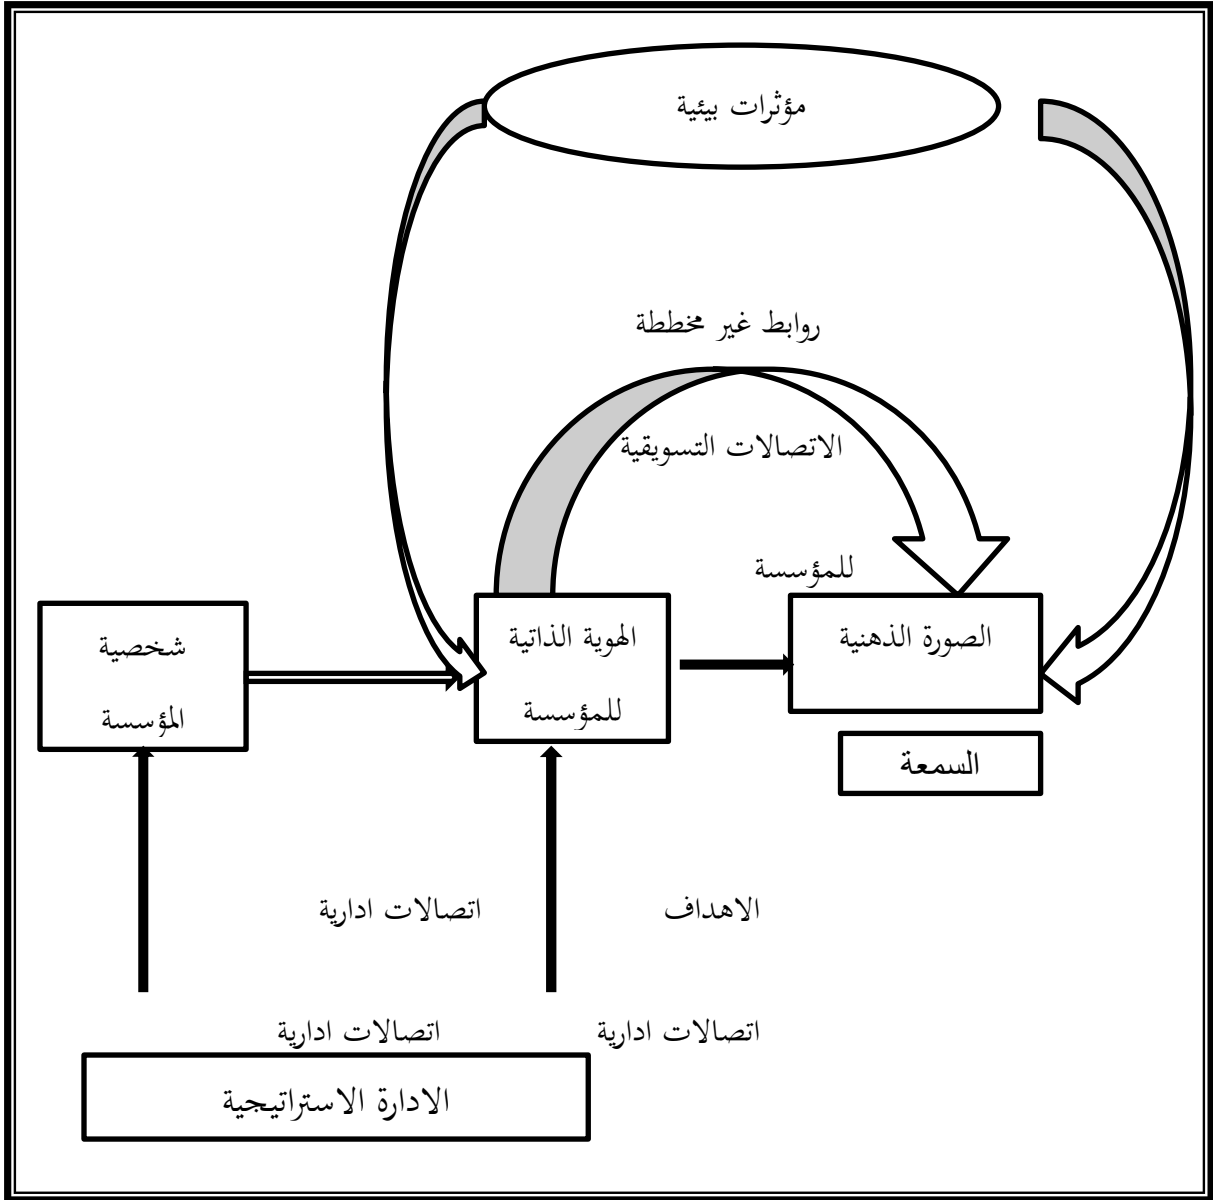 مؤثرات بيئية
روابط غير مخططة
الاتصالات التسويقية
للمؤسسة
الصورة الذهنية
الهوية الذاتية
للمؤسسة
شخصية
المؤسسة
السمعة
الاهداف
اتصالات ادارية
اتصالات ادارية
اتصالات ادارية
الادارة الاستراتيجية